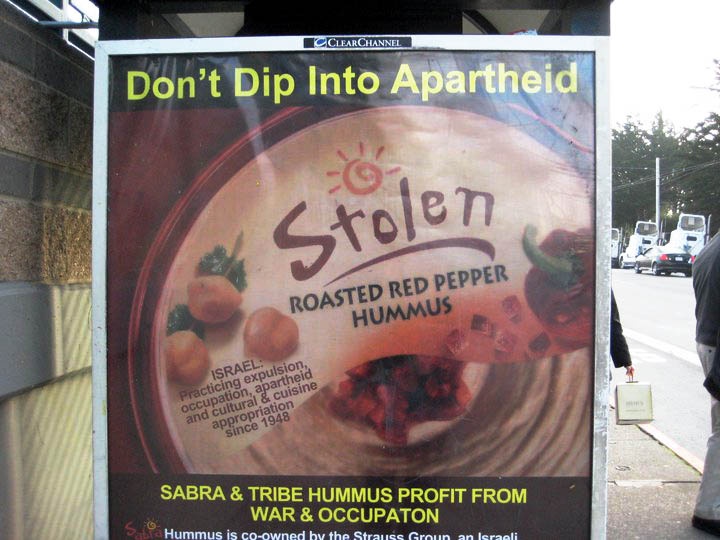 CLEARCHANNEL
Don't Dip Into Apartheid
Stolen
ROASTED RED PEPPER
HUMMUS
ISRAEL:
Practicing expulsion,
occupation, apartheid
and cultural & cuisine
appropriation
since 1948
SABRA & TRIBE HUMMUS PROFIT FROM
WAR & OCCUPATON
Sabra Hummus is co-owned by the Strauss Group, an Israeli